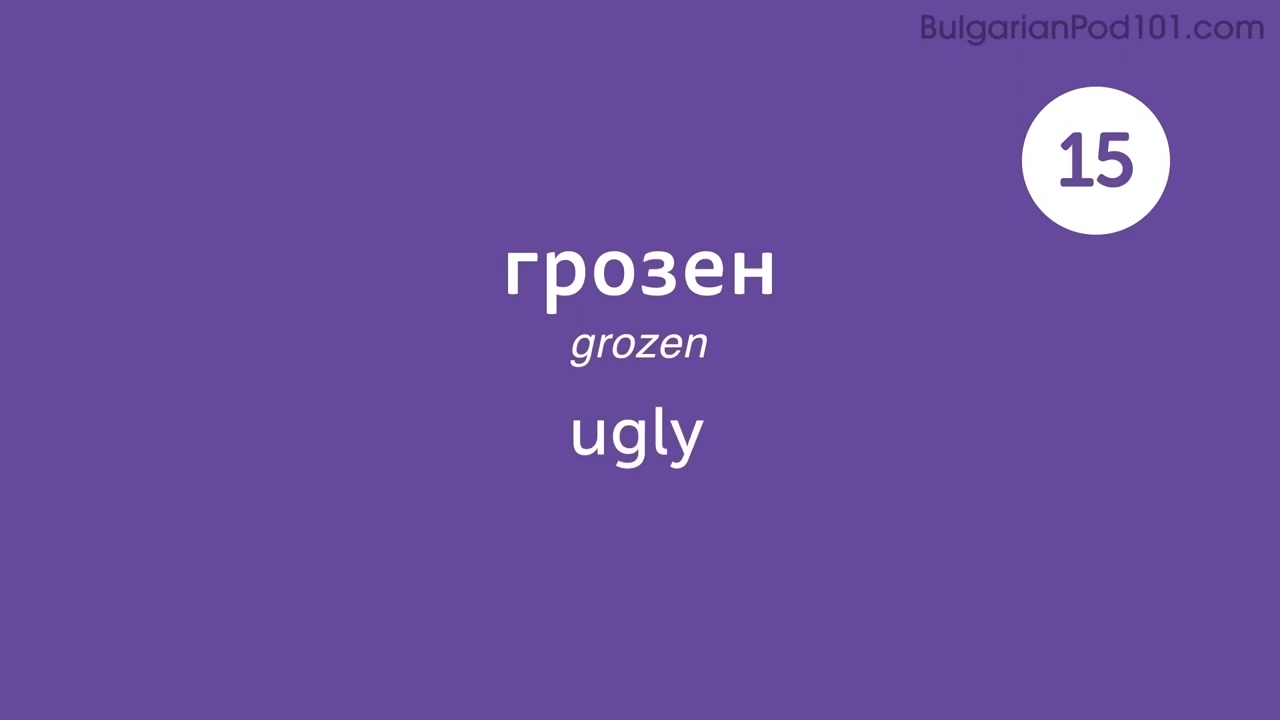 BulgarianPod101.com
15
грозен
grozen
ugly